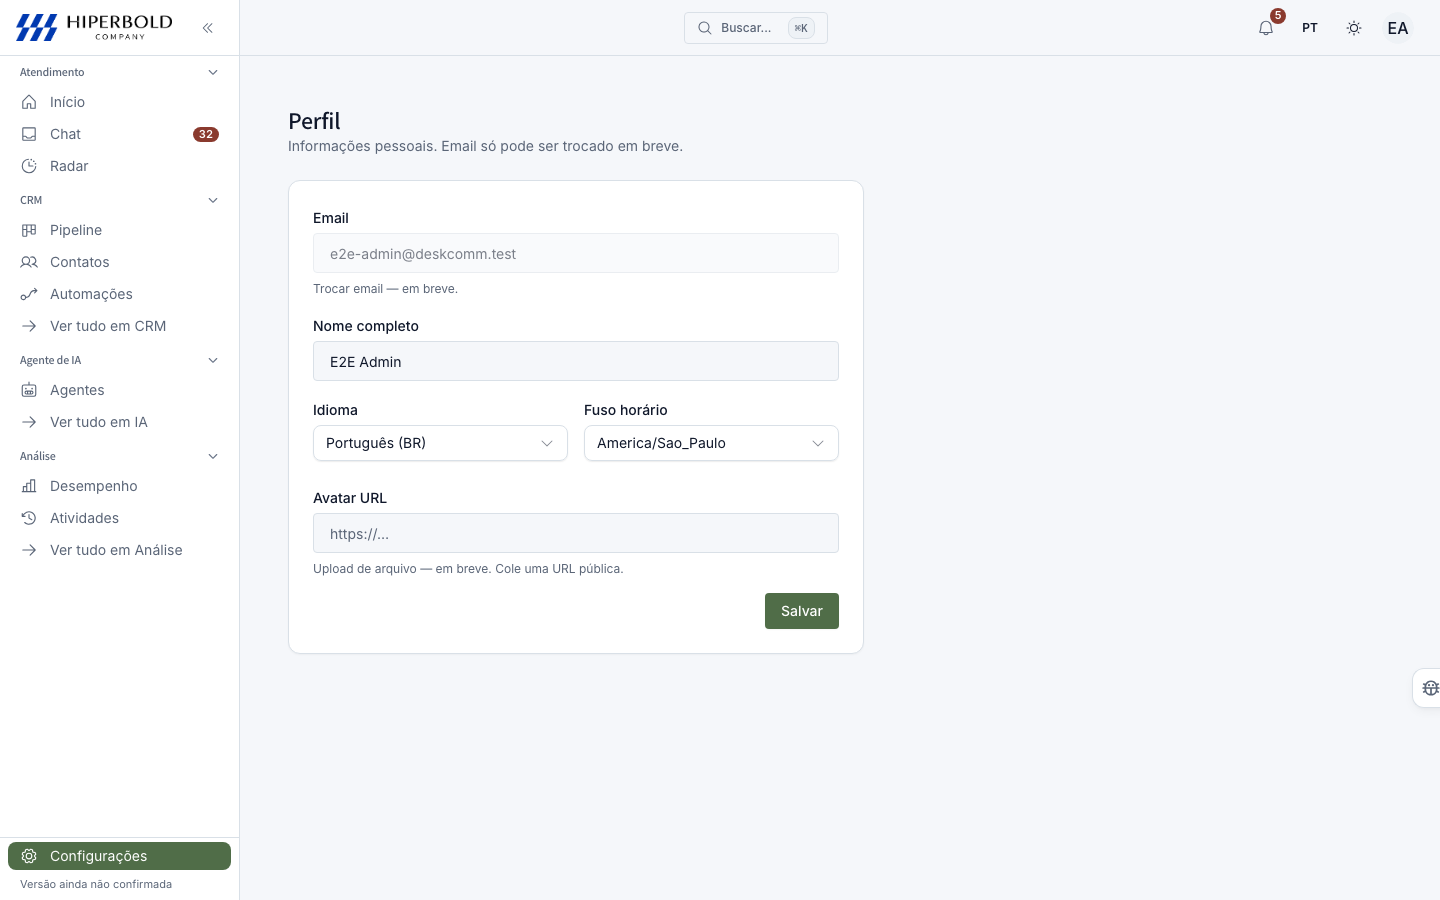 HIPERBOLD
COMPANY
Buscar...
⌘K
5
PT
EA
Atendimento
Início
Chat
32
Radar
CRM
Pipeline
Contatos
Automações
Ver tudo em CRM
Agente de IA
Agentes
Ver tudo em IA
Análise
Desempenho
Atividades
Ver tudo em Análise
Configurações
Versão ainda não confirmada
Perfil
Informações pessoais. Email só pode ser trocado em breve.
Email
e2e-admin@deskcomm.test
Trocar email — em breve.
Nome completo
E2E Admin
Idioma
Fuso horário
Português (BR)
America/Sao_Paulo
Avatar URL
https://...
Upload de arquivo — em breve. Cole uma URL pública.
Salvar